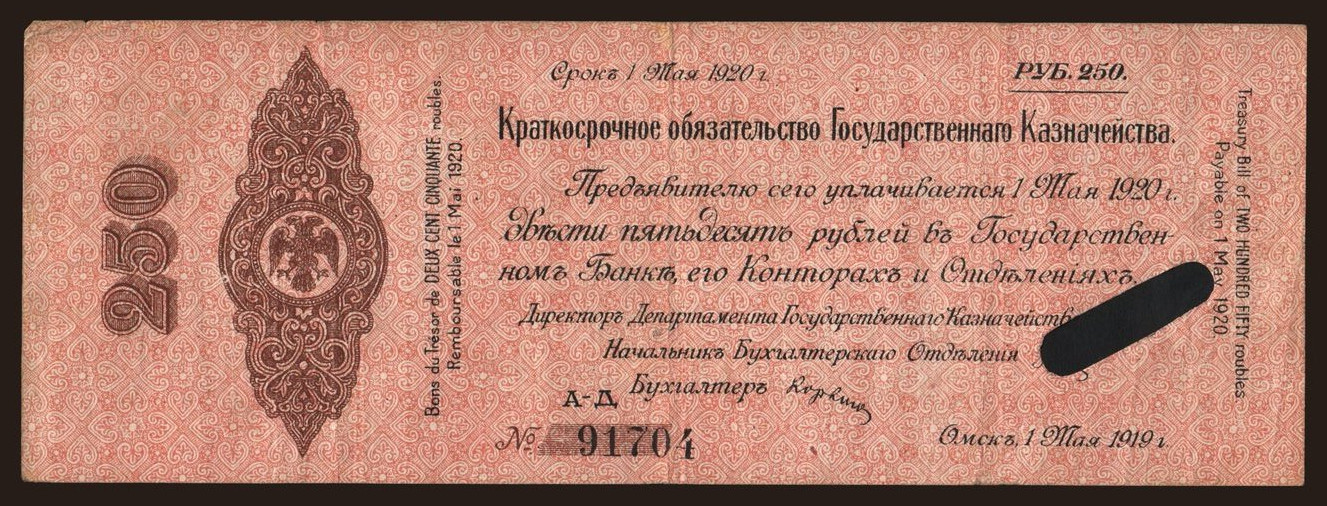 250
Bons du Trésor de DEUX CENT CINQUANTE roubles.
Remboursable le 1 Mai 1920.
Срокъ 1 Мая 1920 г.
РУБ. 250.
Краткосрочное обязательство Государственнаго Казначейства.
Предъявителю сего уплачивается 1 Мая 1920 г.
Двѣсти пятьдесятъ рублей въ Государствен-
номъ Банкѣ, его Конторахъ и Отдѣленіяхъ.
Директоръ Департамента Государственнаго Казначейств
Начальникъ Бухгалтерскаго Отдѣленія
Бухгалтеръ
А-Д
№ 91704
Омскъ, 1 Мая 1919 г.
Treasury Bill of TWO HUNDRED FIFTY roubles
Payable on 1 May 1920.